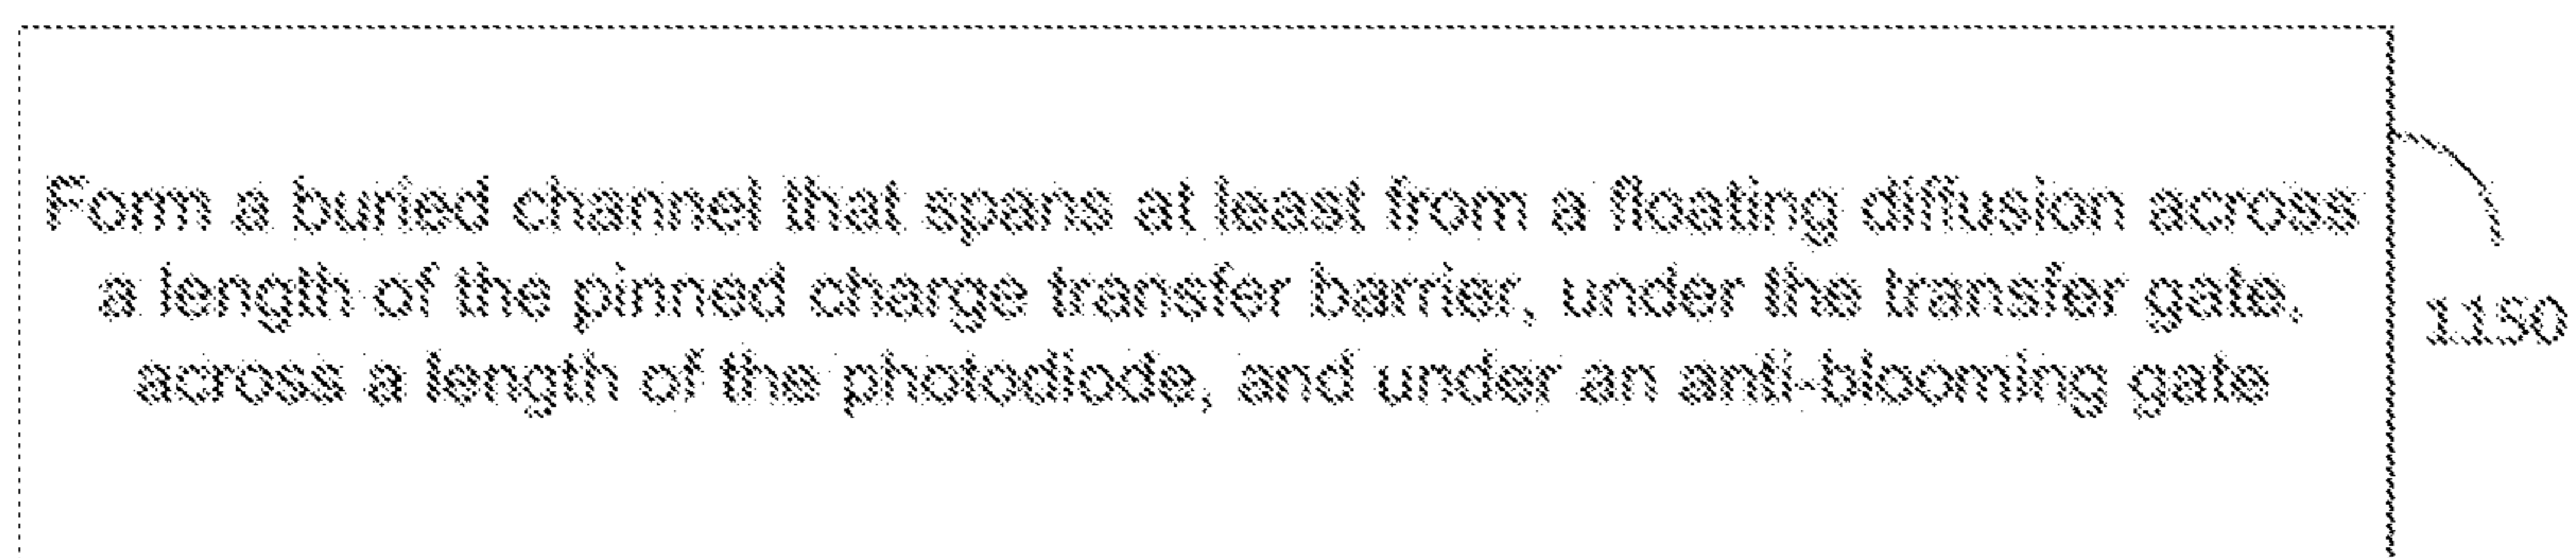 Form a buried channel that spans at least from a floating diffusion across
a length of the pinned charge transfer barrier, under the transfer gate,
across a length of the photodiode, and under an anti-blooming gate
1150